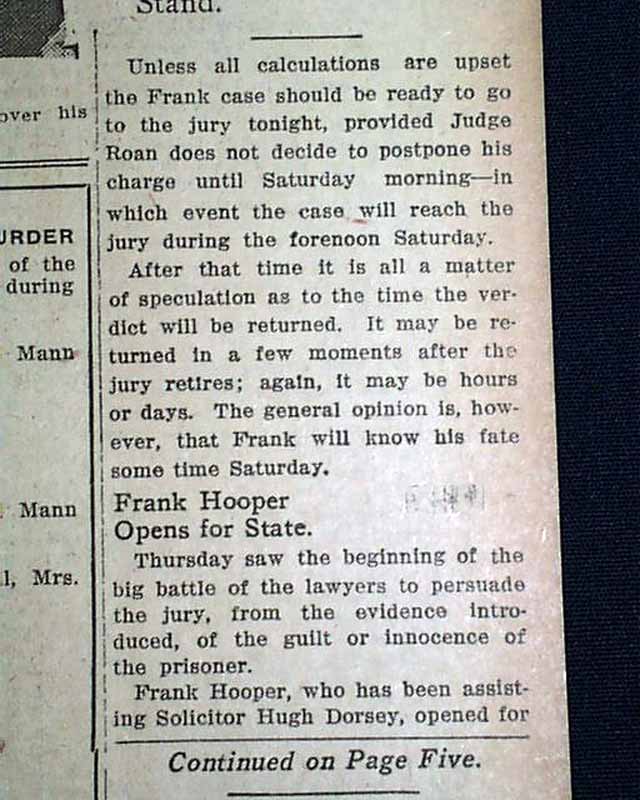 Stand.
over his
URDER
of the
during
Mann
Mann
l, Mrs.
Unless all calculations are upset
the Frank case should be ready to go
to the jury tonight, provided Judge
Roan does not decide to postpone his
charge until Saturday morning—in
which event the case will reach the
jury during the forenoon Saturday.
After that time it is all a matter
of speculation as to the time the ver-
dict will be returned. It may be re-
turned in a few moments after the
jury retires; again, it may be hours
or days. The general opinion is, how-
ever, that Frank will know his fate
some time Saturday.
Frank Hooper
Opens for State.
Thursday saw the beginning of the
big battle of the lawyers to persuade
the jury, from the evidence intro-
duced, of the guilt or innocence of
the prisoner.
Frank Hooper, who has been assist-
ing Solicitor Hugh Dorsey, opened for
Continued on Page Five.